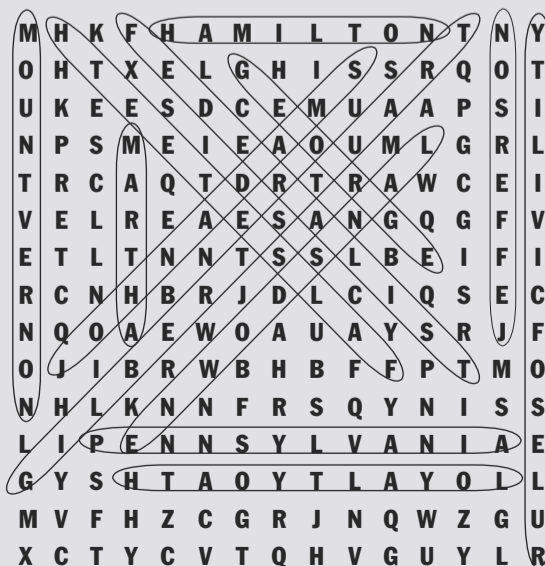 M H K F H A M I L T O N T N Y
O H T X E L G H I S S R Q O T
U K E E S D C E M U A A P S I
N P S M E I E A O U M L G R L
T R C A Q T D R T R A W C E I
V E L R E A E S A N G Q G F V
E T L T N N T S S L B E I F I
R C N H B R J D L C I Q S E C
N Q O A E W O A U A Y S R J F
O J I B R W B H B F F P T M O
N H L K N N F R S Q Y N I S S
L I P E N N S Y L V A N I A E
G Y S H T A O Y T L A Y O L L
M V F H Z C G R J N Q W Z G U
X C T Y C V T Q H V G U Y L R